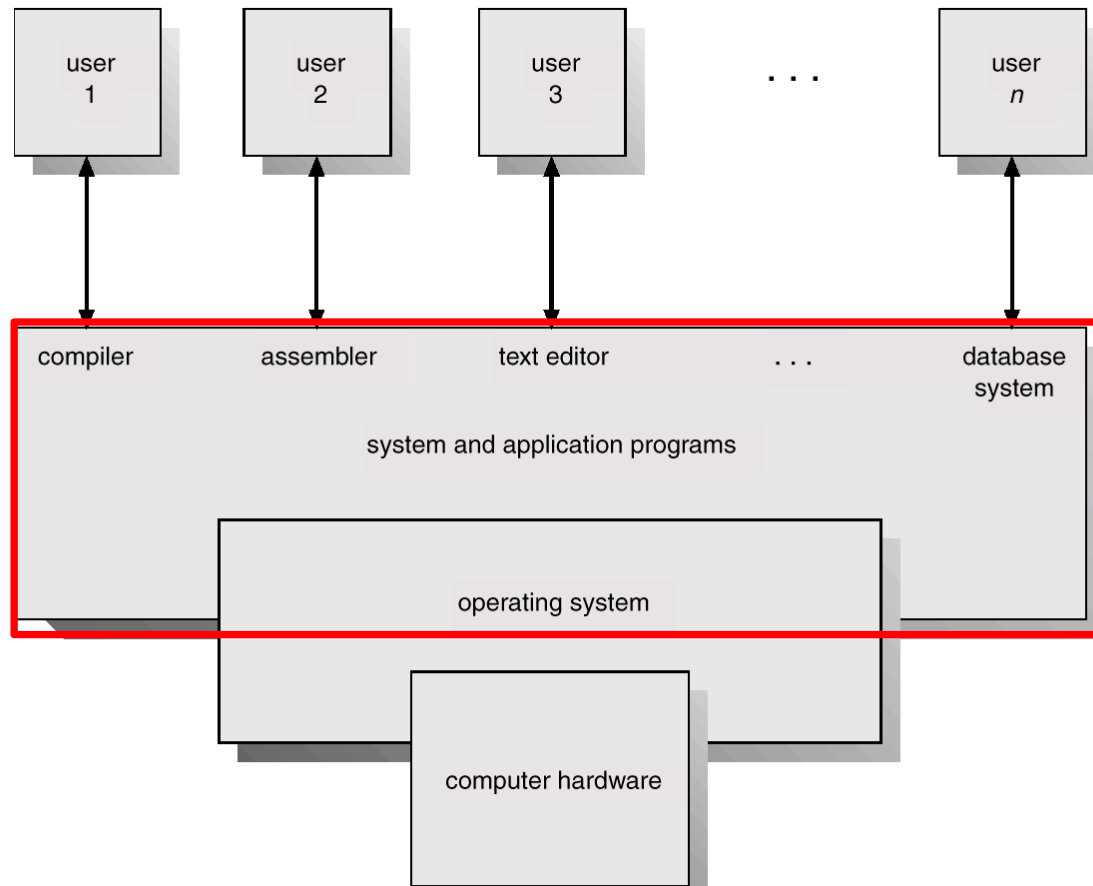 user
1
user
2
user
3
. . .
user
n
compiler
assembler
text editor
. . .
database
system
system and application programs
operating system
computer hardware